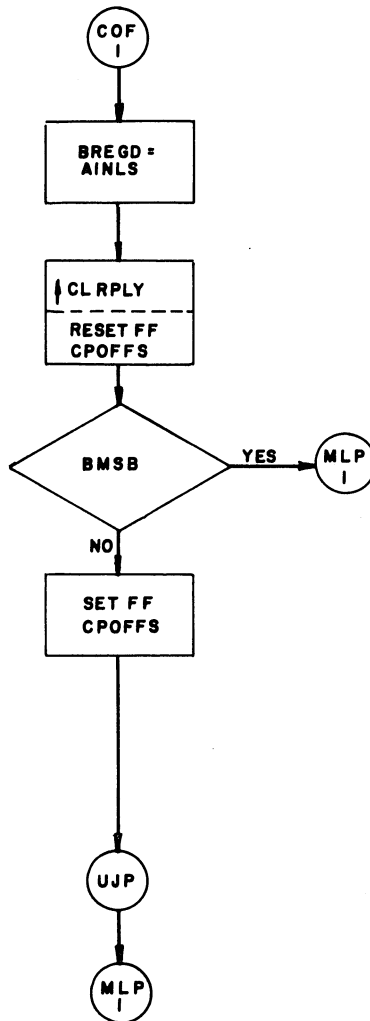 COF
1
BREGD =
AINLS
CLRPLY
RESET FF
CPOFFS
BMSB
YES
MLP
1
NO
SET FF
CPOFFS
UJP
MLP
1